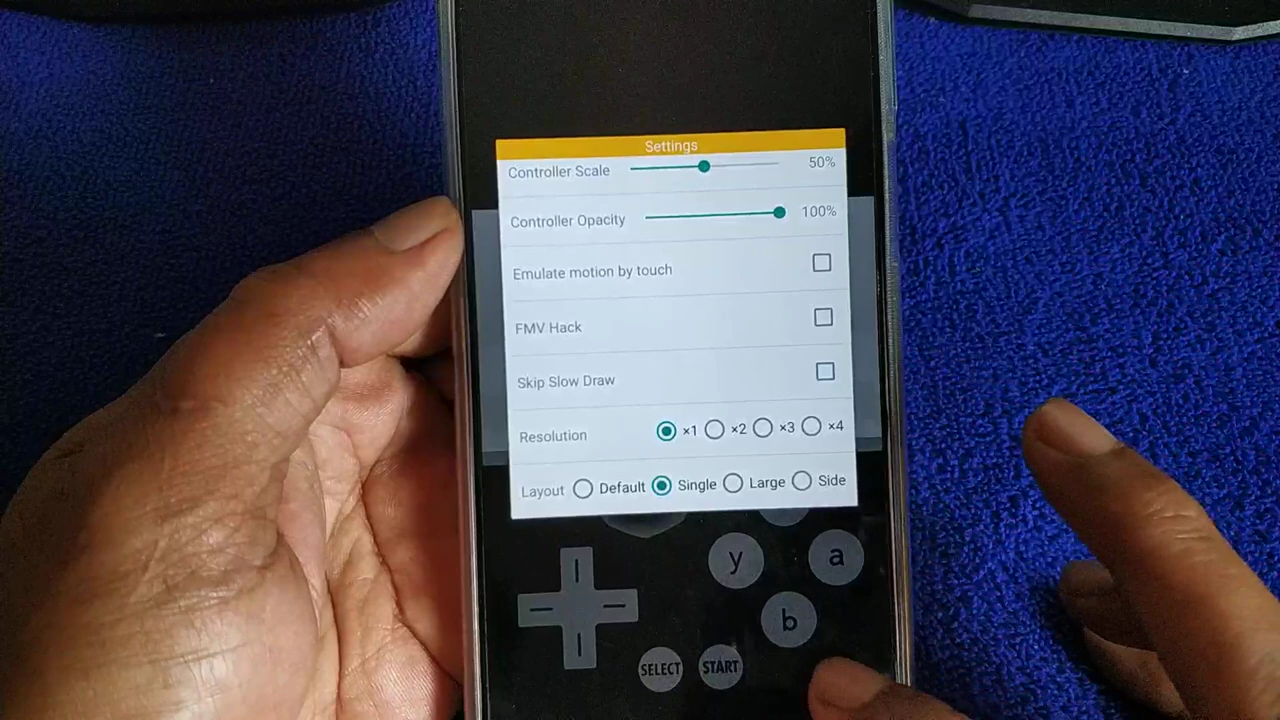 Settings
Controller Scale 50%
Controller Opacity 100%
Emulate motion by touch
FMV Hack
Skip Slow Draw
Resolution ×1 ×2 ×3 ×4
Layout Default Single Large Side
y a
b
SELECT START